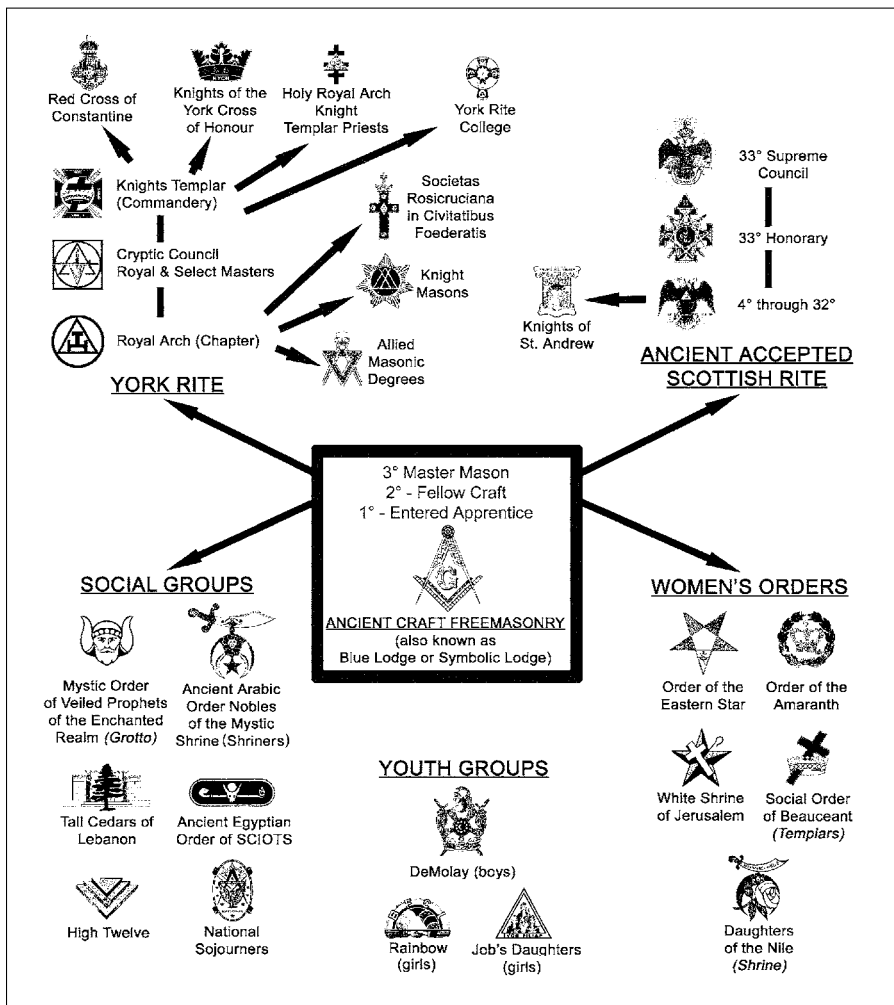 Red Cross of
Constantine
Knights of the
York Cross
of Honour
Holy Royal Arch
Knight
Templar Priests
York Rite
College
Knights Templar
(Commandery)
Societas
Rosicruciana
in Civitatibus
Foederatis
Cryptic Council
Royal & Select Masters
Knight
Masons
Royal Arch (Chapter)
Allied
Masonic
Degrees
YORK RITE
33° Supreme
Council
33° Honorary
4° through 32°
Knights of
St. Andrew
ANCIENT ACCEPTED
SCOTTISH RITE
3° Master Mason
2° - Fellow Craft
1° - Entered Apprentice
G
ANCIENT CRAFT FREEMASONRY
(also known as
Blue Lodge or Symbolic Lodge)
SOCIAL GROUPS
Mystic Order
of Veiled Prophets
of the Enchanted
Realm (Grotto)
Ancient Arabic
Order Nobles
of the Mystic
Shrine (Shriners)
Tall Cedars of
Lebanon
Ancient Egyptian
Order of SCIOTS
High Twelve
National
Sojourners
YOUTH GROUPS
DeMolay (boys)
Rainbow
(girls)
Job's Daughters
(girls)
WOMEN'S ORDERS
Order of the
Eastern Star
Order of the
Amaranth
White Shrine
of Jerusalem
Social Order
of Beauceant
(Templars)
Daughters
of the Nile
(Shrine)